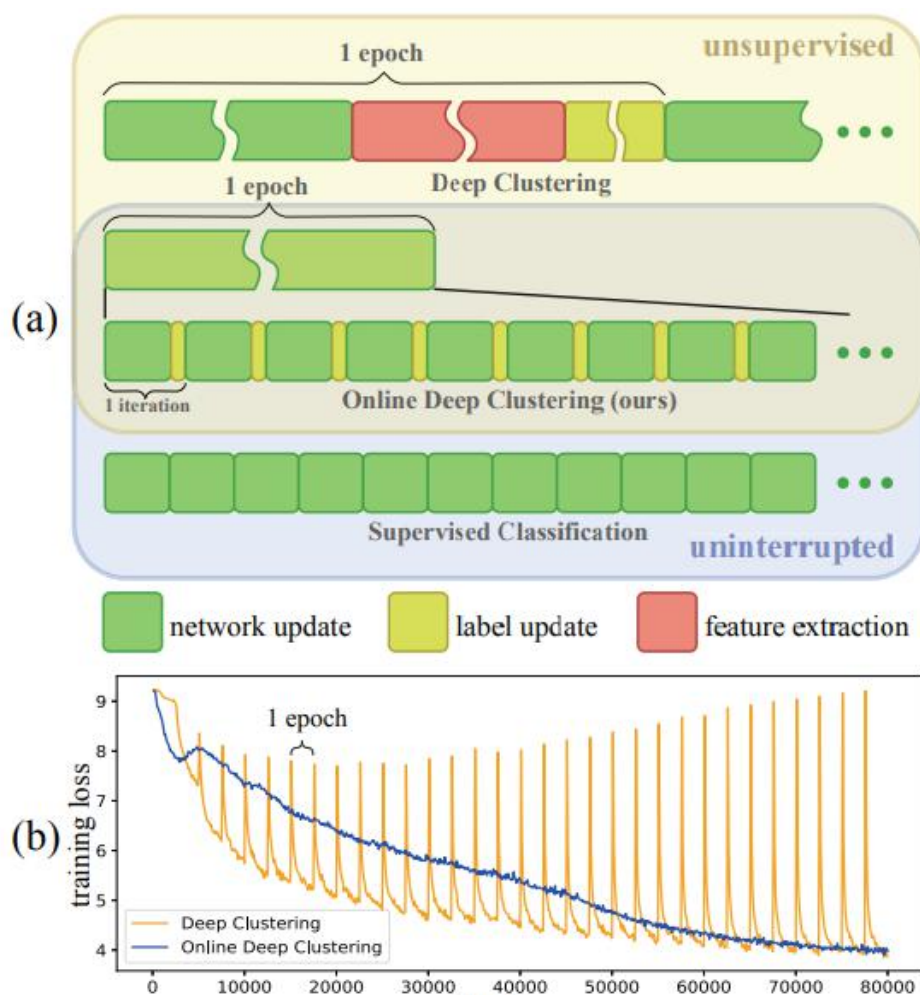 unsupervised
1 epoch
Deep Clustering
1 epoch
(a)
1 iteration
Online Deep Clustering (ours)
Supervised Classification
uninterrupted
network update
label update
feature extraction
(b)
training loss
9
8
7
6
5
4
1 epoch
Deep Clustering
Online Deep Clustering
0 10000 20000 30000 40000 50000 60000 70000 80000